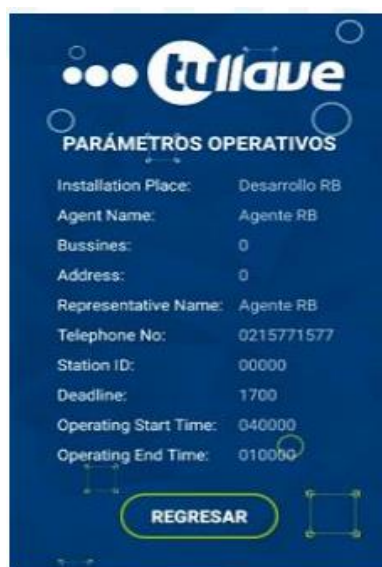 tullave
PARÁMETROS OPERATIVOS
Installation Place: Desarrollo RB
Agent Name: Agente RB
Bussines: 0
Address: 0
Representative Name: Agente RB
Telephone No: 0215771577
Station ID: 00000
Deadline: 1700
Operating Start Time: 040000
Operating End Time: 010000
REGRESAR